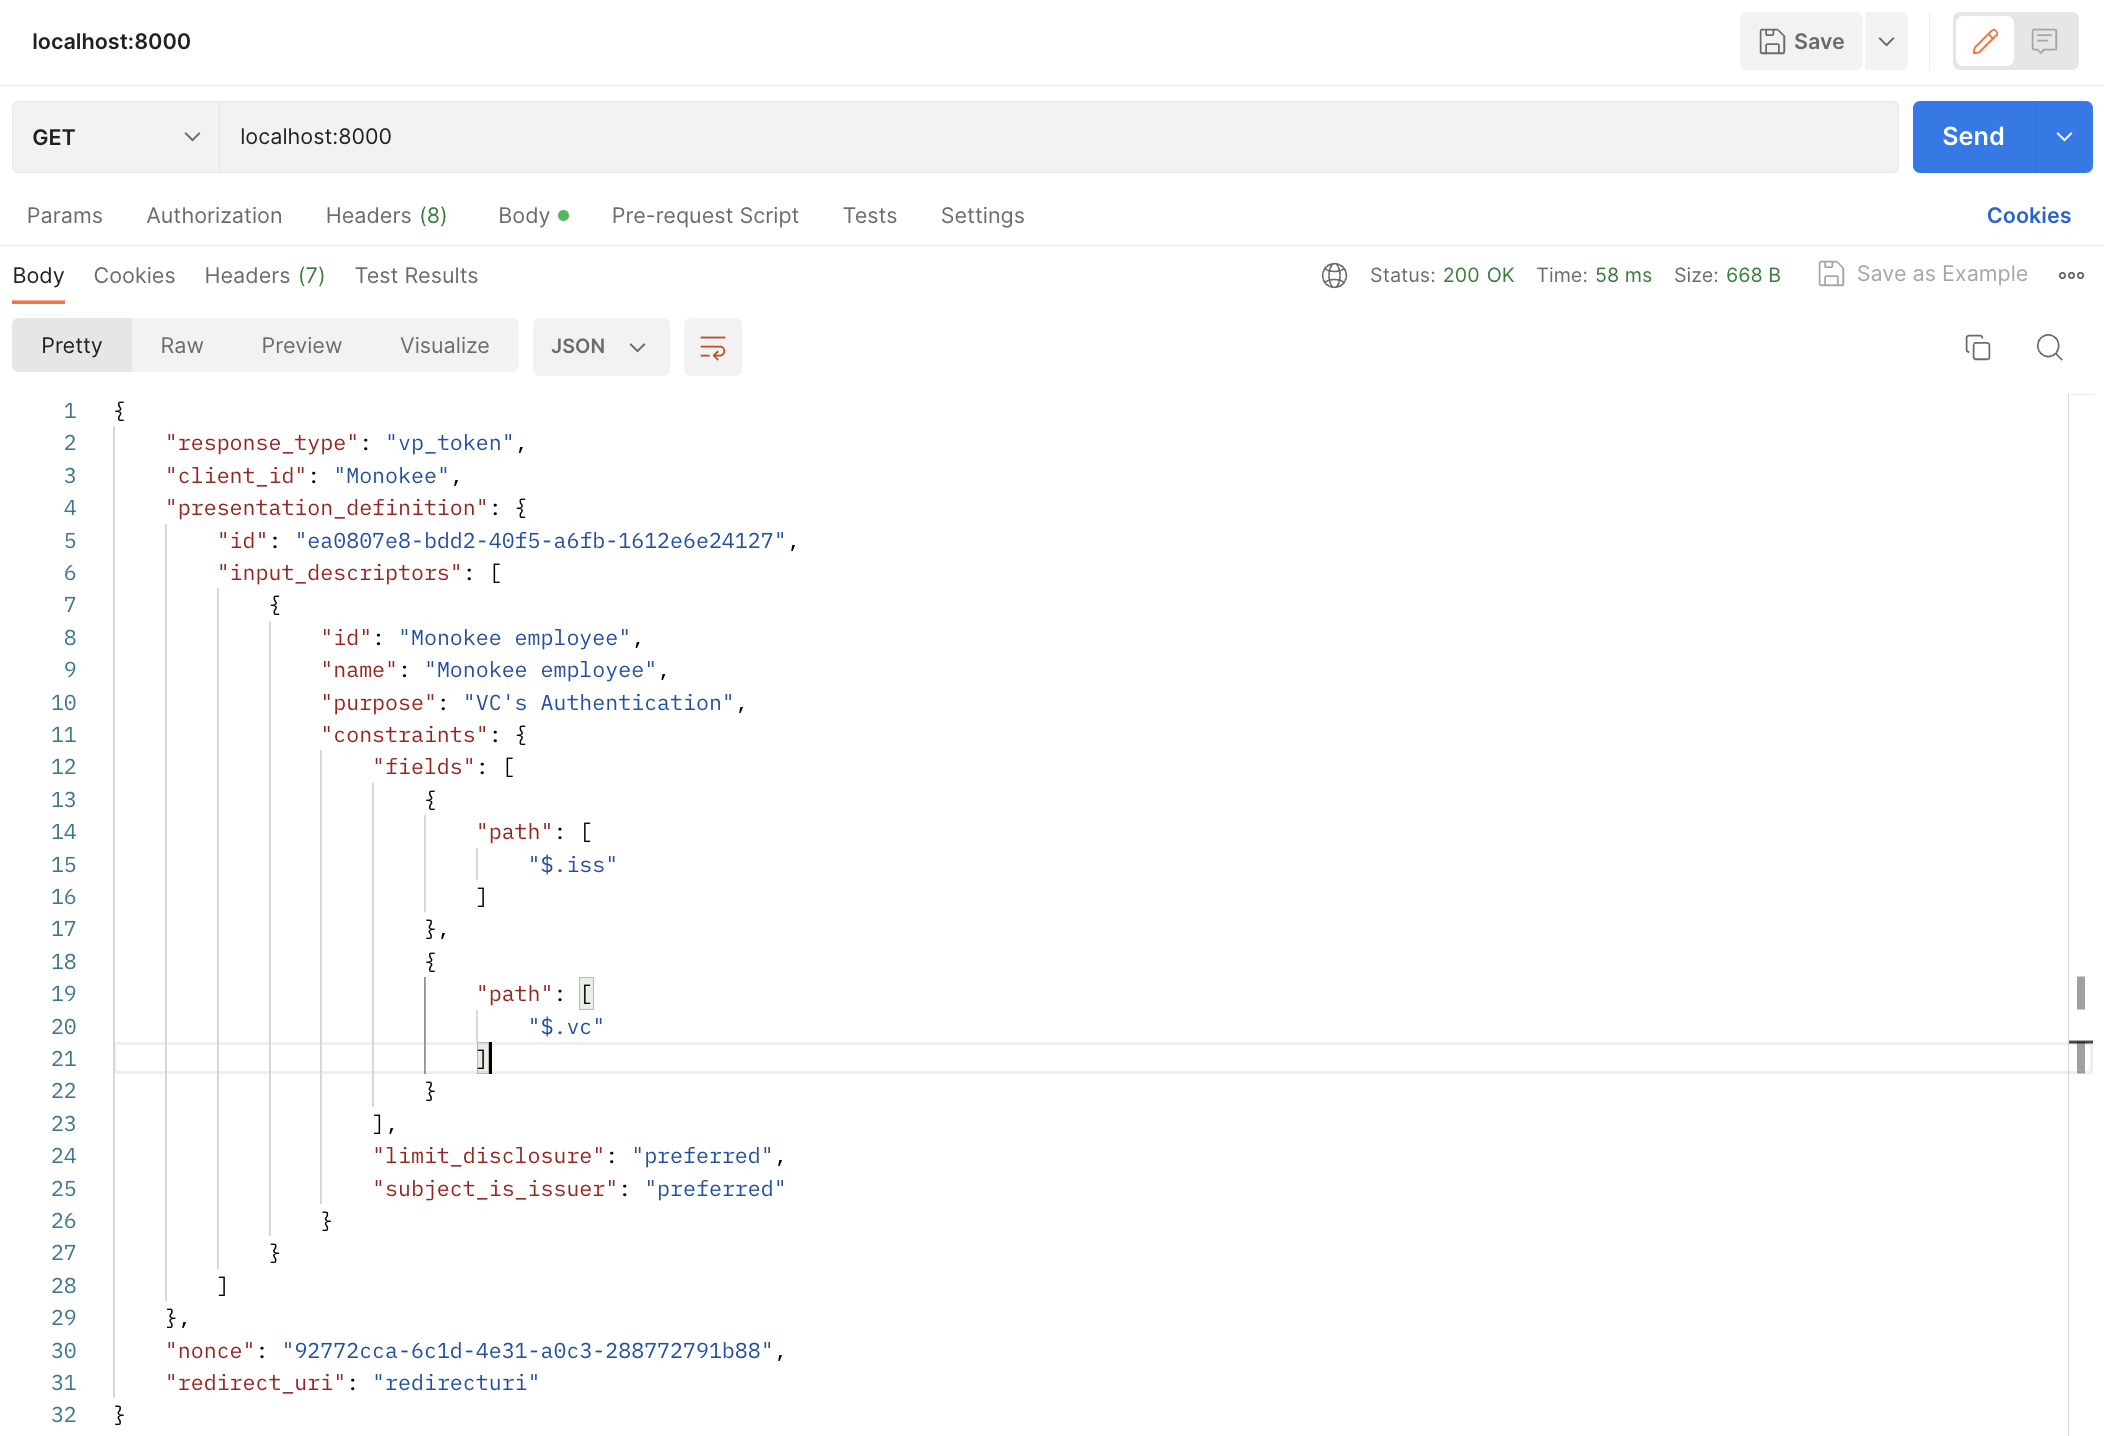 localhost:8000
Save
GET localhost:8000 Send
Params Authorization Headers (8) Body Pre-request Script Tests Settings Cookies
Body Cookies Headers (7) Test Results Status: 200 OK Time: 58 ms Size: 668 B Save as Example
Pretty Raw Preview Visualize JSON
1 {
2 "response_type": "vp_token",
3 "client_id": "Monokee",
4 "presentation_definition": {
5 "id": "ea0807e8-bdd2-40f5-a6fb-1612e6e24127",
6 "input_descriptors": [
7 {
8 "id": "Monokee employee",
9 "name": "Monokee employee",
10 "purpose": "VC's Authentication",
11 "constraints": {
12 "fields": [
13 {
14 "path": [
15 "$.iss"
16 ]
17 },
18 {
19 "path": [
20 "$.vc"
21 ]
22 }
23 ],
24 "limit_disclosure": "preferred",
25 "subject_is_issuer": "preferred"
26 }
27 }
28 ]
29 },
30 "nonce": "92772cca-6c1d-4e31-a0c3-288772791b88",
31 "redirect_uri": "redirecturi"
32 }